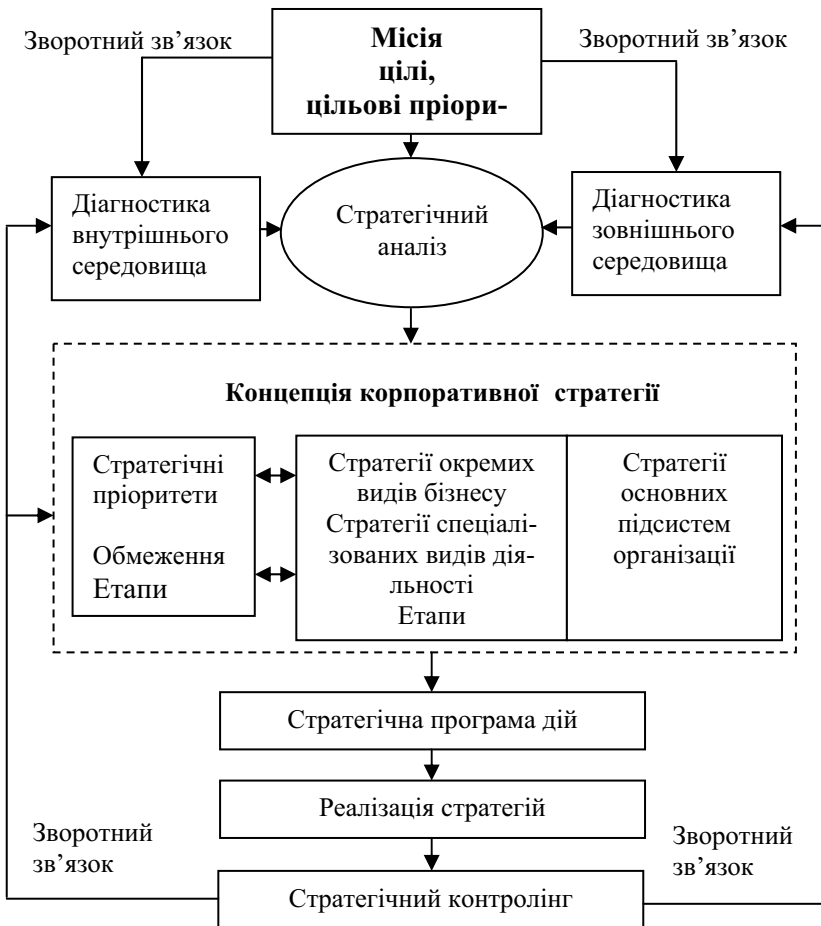 Зворотний зв’язок
Місія
цілі,
цільові пріори-
Зворотний зв’язок
Діагностика
внутрішнього
середовища
Стратегічний
аналіз
Діагностика
зовнішнього
середовища
Концепція корпоративної стратегії
Стратегічні
пріоритети
Обмеження
Етапи
Стратегії окремих
видів бізнесу
Стратегії спеціалі-
зованих видів дія-
льності
Етапи
Стратегії
основних
підсистем
організації
Стратегічна програма дій
Реалізація стратегій
Зворотний
зв’язок
Зворотний
зв’язок
Стратегічний контролінг